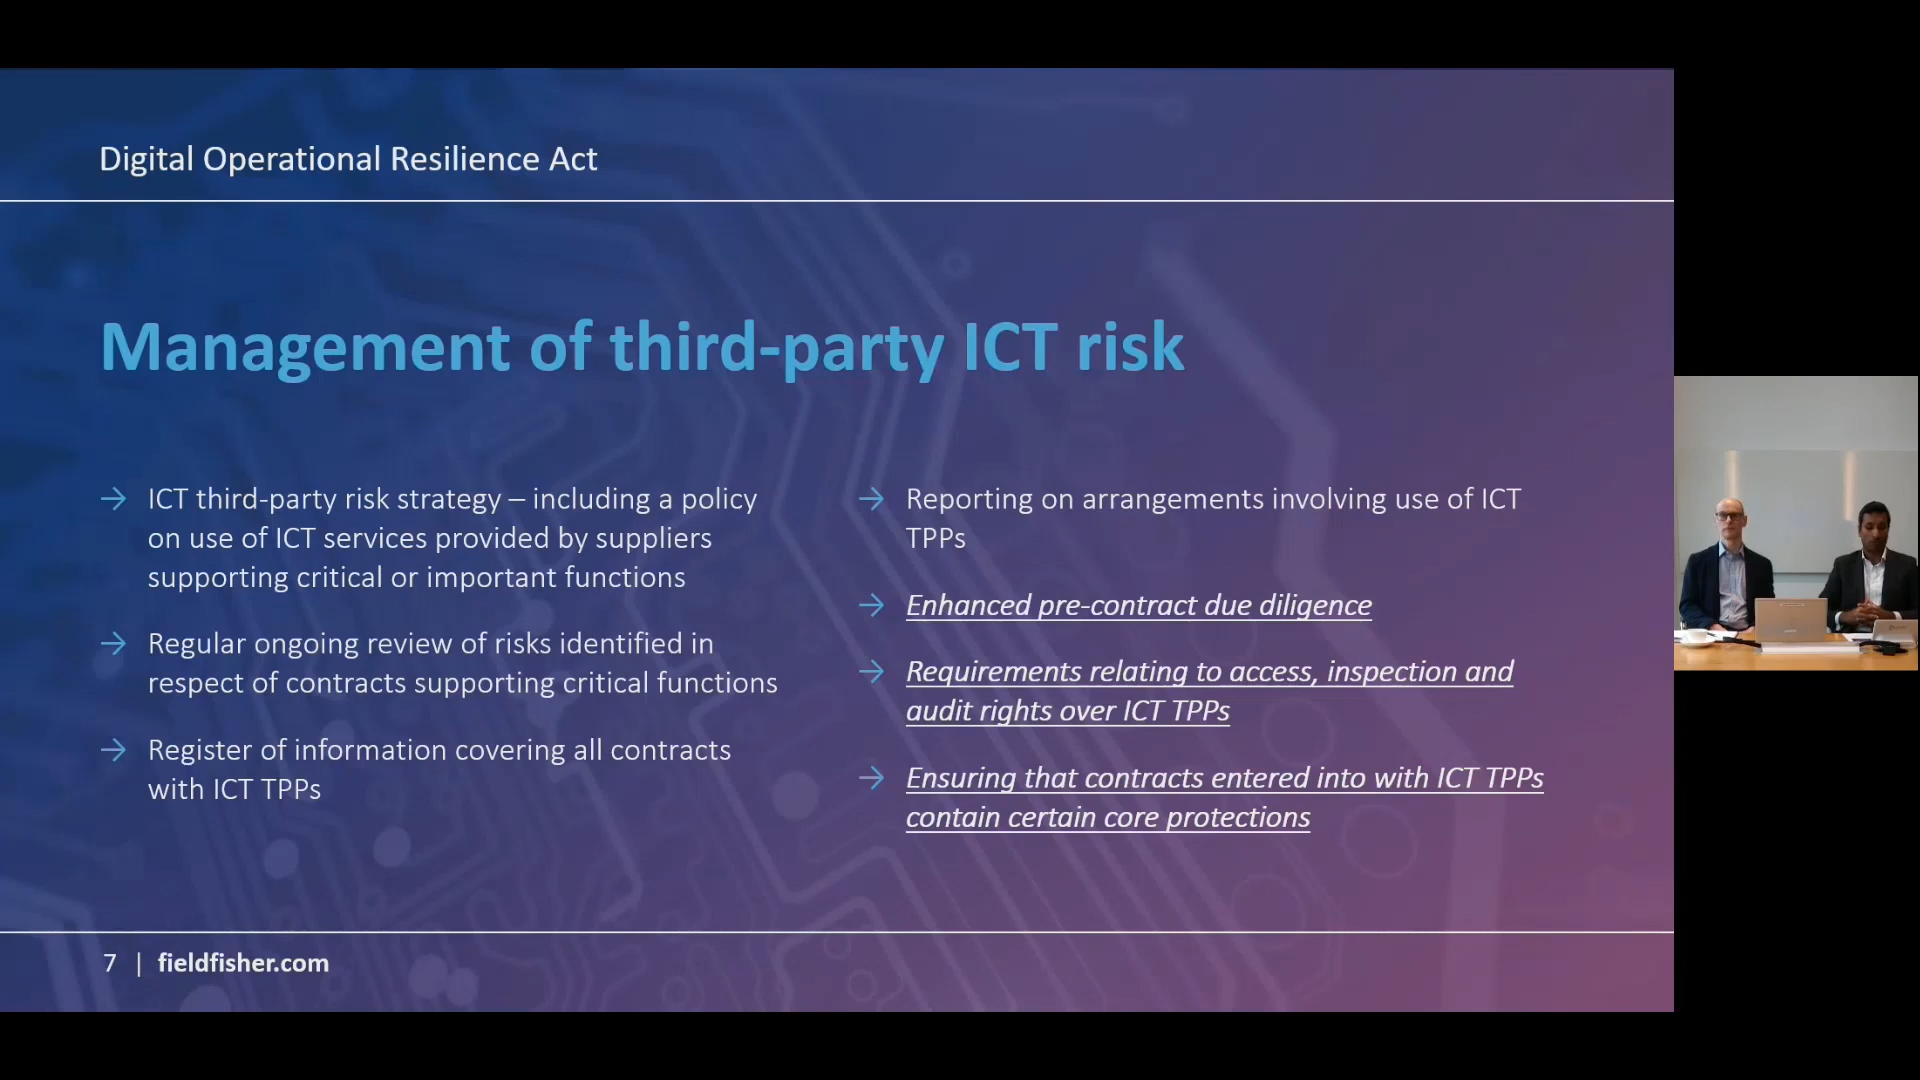 Digital Operational Resilience Act
Management of third-party ICT risk
→ ICT third-party risk strategy – including a policy
on use of ICT services provided by suppliers
supporting critical or important functions
→ Regular ongoing review of risks identified in
respect of contracts supporting critical functions
→ Register of information covering all contracts
with ICT TPPs
→ Reporting on arrangements involving use of ICT
TPPs
→ Enhanced pre-contract due diligence
→ Requirements relating to access, inspection and
audit rights over ICT TPPs
→ Ensuring that contracts entered into with ICT TPPs
contain certain core protections
7 | fieldfisher.com